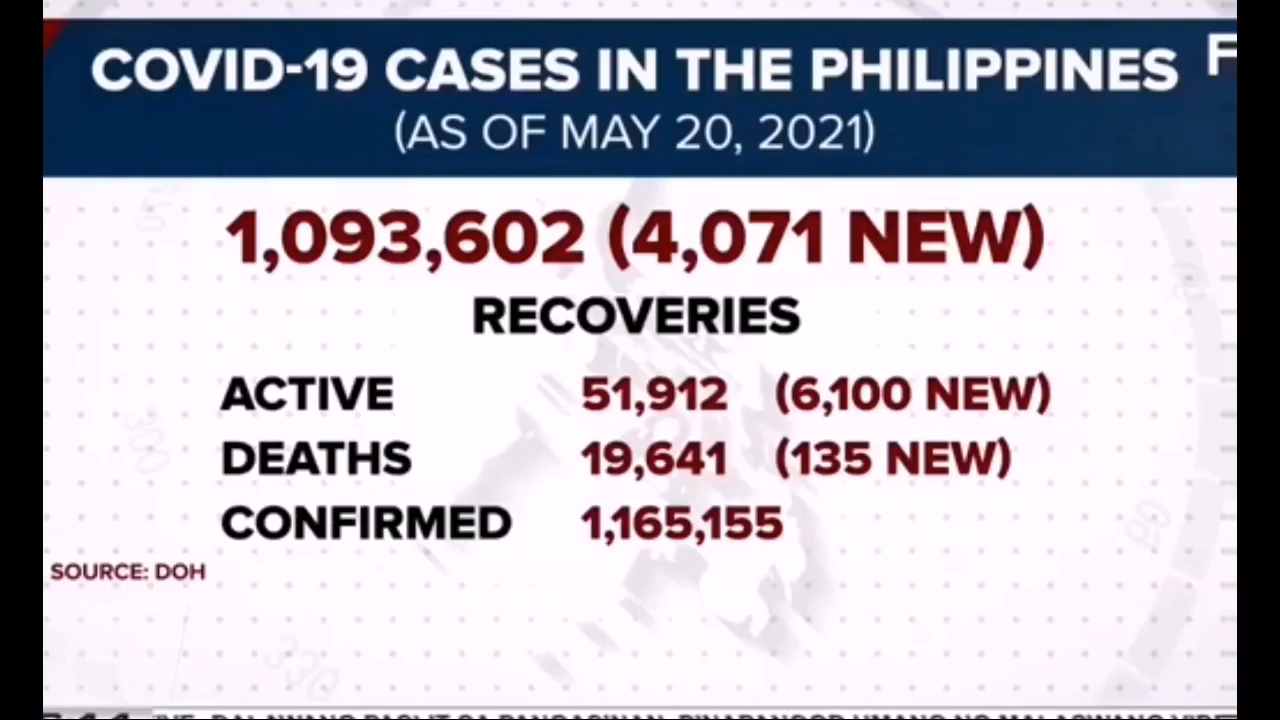 COVID-19 CASES IN THE PHILIPPINES
(AS OF MAY 20, 2021)
1,093,602 (4,071 NEW)
RECOVERIES
ACTIVE 51,912 (6,100 NEW)
DEATHS 19,641 (135 NEW)
CONFIRMED 1,165,155
SOURCE: DOH